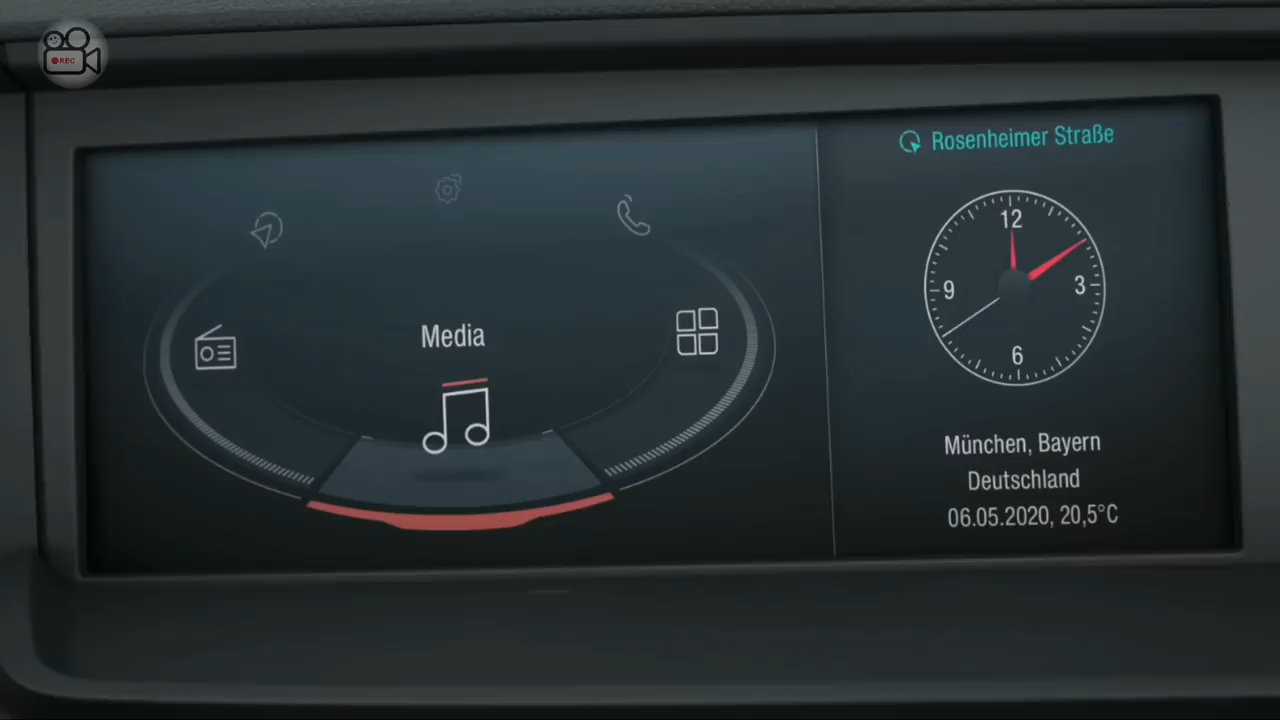 REC
Rosenheimer Straße
12
9
3
6
Media
München, Bayern
Deutschland
06.05.2020, 20,5°C